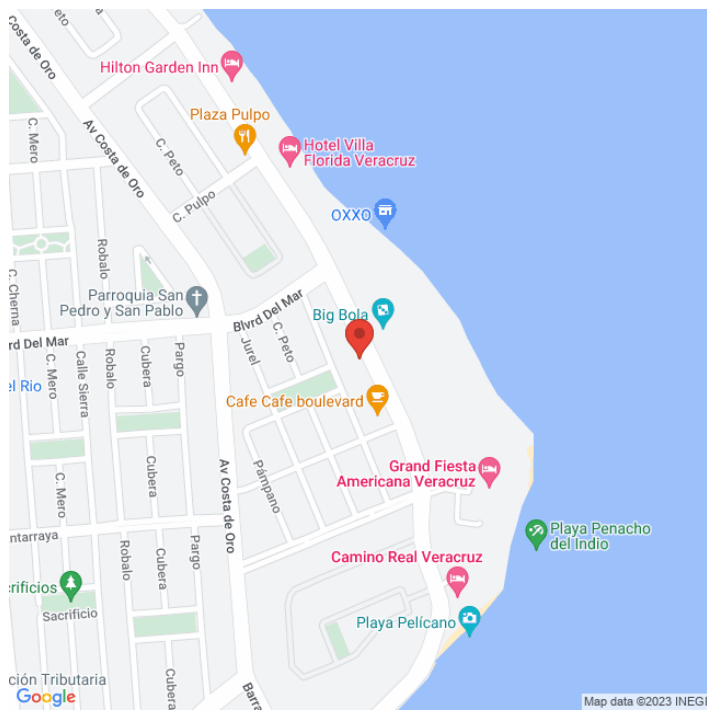 Costa de Oro
Hilton Garden Inn
Plaza Pulpo
C. Mero
Av Costa de Oro
C. Peto
Hotel Villa
Florida Veracruz
C. Pulpo
OXXO
Robalo
C. Cherna
Parroquia San
Pedro y San Pablo
Blvrd Del Mar
Big Bola
rd Del Mar
Jurel
C. Peto
C. Mero
Calle Sierra
Robalo
Cubera
Pargo
el Rio
Cafe Cafe boulevard
Grand Fiesta
Americana Veracruz
C. Mero
Cubera
Pámpano
Av Costa de Oro
ntarraya
Robalo
Pargo
Playa Penacho
del Indio
Camino Real Veracruz
crificios
Sacrificio
Cubera
Playa Pelícano
ción Tributaria
Cubera
Barra
Google
Map data ©2023 INEGI